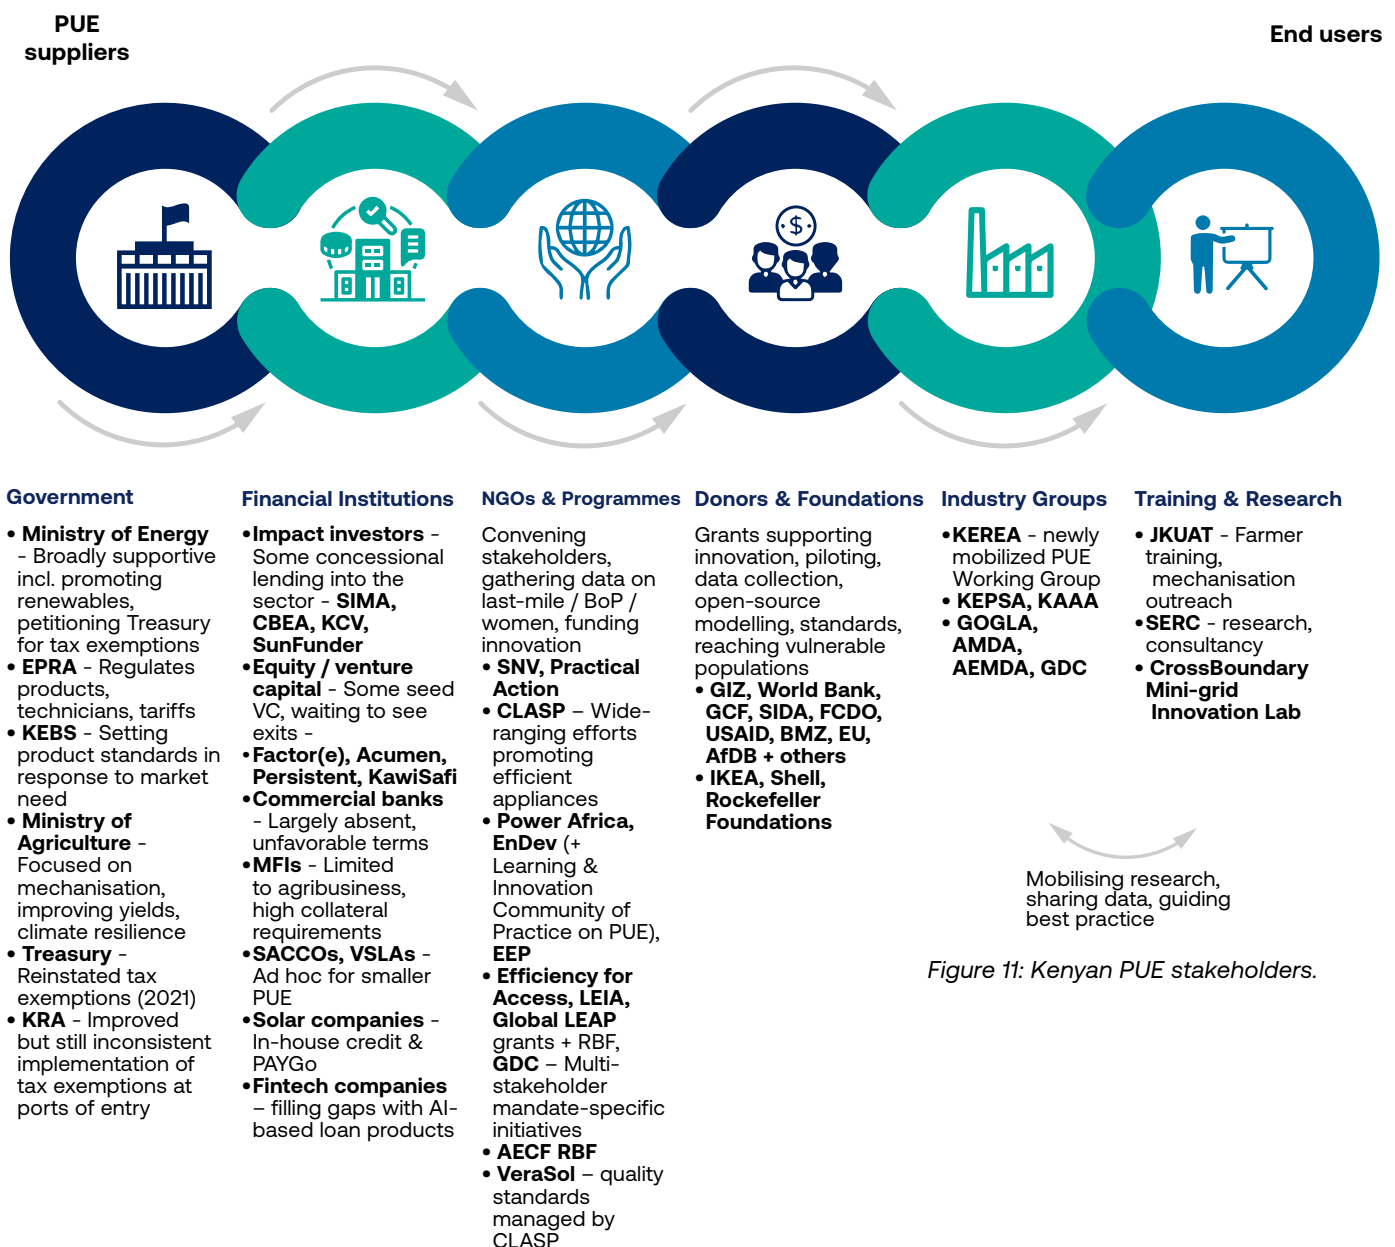 PUE
suppliers
End users
$
Government
• Ministry of Energy
- Broadly supportive
incl. promoting
renewables,
petitioning Treasury
for tax exemptions
• EPRA - Regulates
products,
technicians, tariffs
• KEBS - Setting
product standards in
response to market
need
• Ministry of
Agriculture -
Focused on
mechanisation,
improving yields,
climate resilience
• Treasury -
Reinstated tax
exemptions (2021)
• KRA - Improved
but still inconsistent
implementation of
tax exemptions at
ports of entry
Financial Institutions
•Impact investors -
Some concessional
lending into the
sector - SIMA,
CBEA, KCV,
SunFunder
•Equity / venture
capital - Some seed
VC, waiting to see
exits -
•Factor(e), Acumen,
Persistent, KawiSafi
•Commercial banks
- Largely absent,
unfavorable terms
•MFIs - Limited
to agribusiness,
high collateral
requirements
•SACCOs, VSLAs -
Ad hoc for smaller
PUE
•Solar companies -
In-house credit &
PAYGo
•Fintech companies
– filling gaps with AI-
based loan products
NGOs & Programmes
Convening
stakeholders,
gathering data on
last-mile / BoP /
women, funding
innovation
• SNV, Practical
Action
• CLASP – Wide-
ranging efforts
promoting
efficient
appliances
• Power Africa,
EnDev (+
Learning &
Innovation
Community of
Practice on PUE),
EEP
• Efficiency for
Access, LEIA,
Global LEAP
grants + RBF,
GDC – Multi-
stakeholder
mandate-specific
initiatives
• AECF RBF
• VeraSol – quality
standards
managed by
CLASP
Donors & Foundations
Grants supporting
innovation, piloting,
data collection,
open-source
modelling, standards,
reaching vulnerable
populations
• GIZ, World Bank,
GCF, SIDA, FCDO,
USAID, BMZ, EU,
AfDB + others
• IKEA, Shell,
Rockefeller
Foundations
Industry Groups
•KEREA - newly
mobilized PUE
Working Group
• KEPSA, KAAA
• GOGLA,
AMDA,
AEMDA, GDC
Training & Research
• JKUAT - Farmer
training,
mechanisation
outreach
•SERC - research,
consultancy
• CrossBoundary
Mini-grid
Innovation Lab
Mobilising research,
sharing data, guiding
best practice
Figure 11: Kenyan PUE stakeholders.